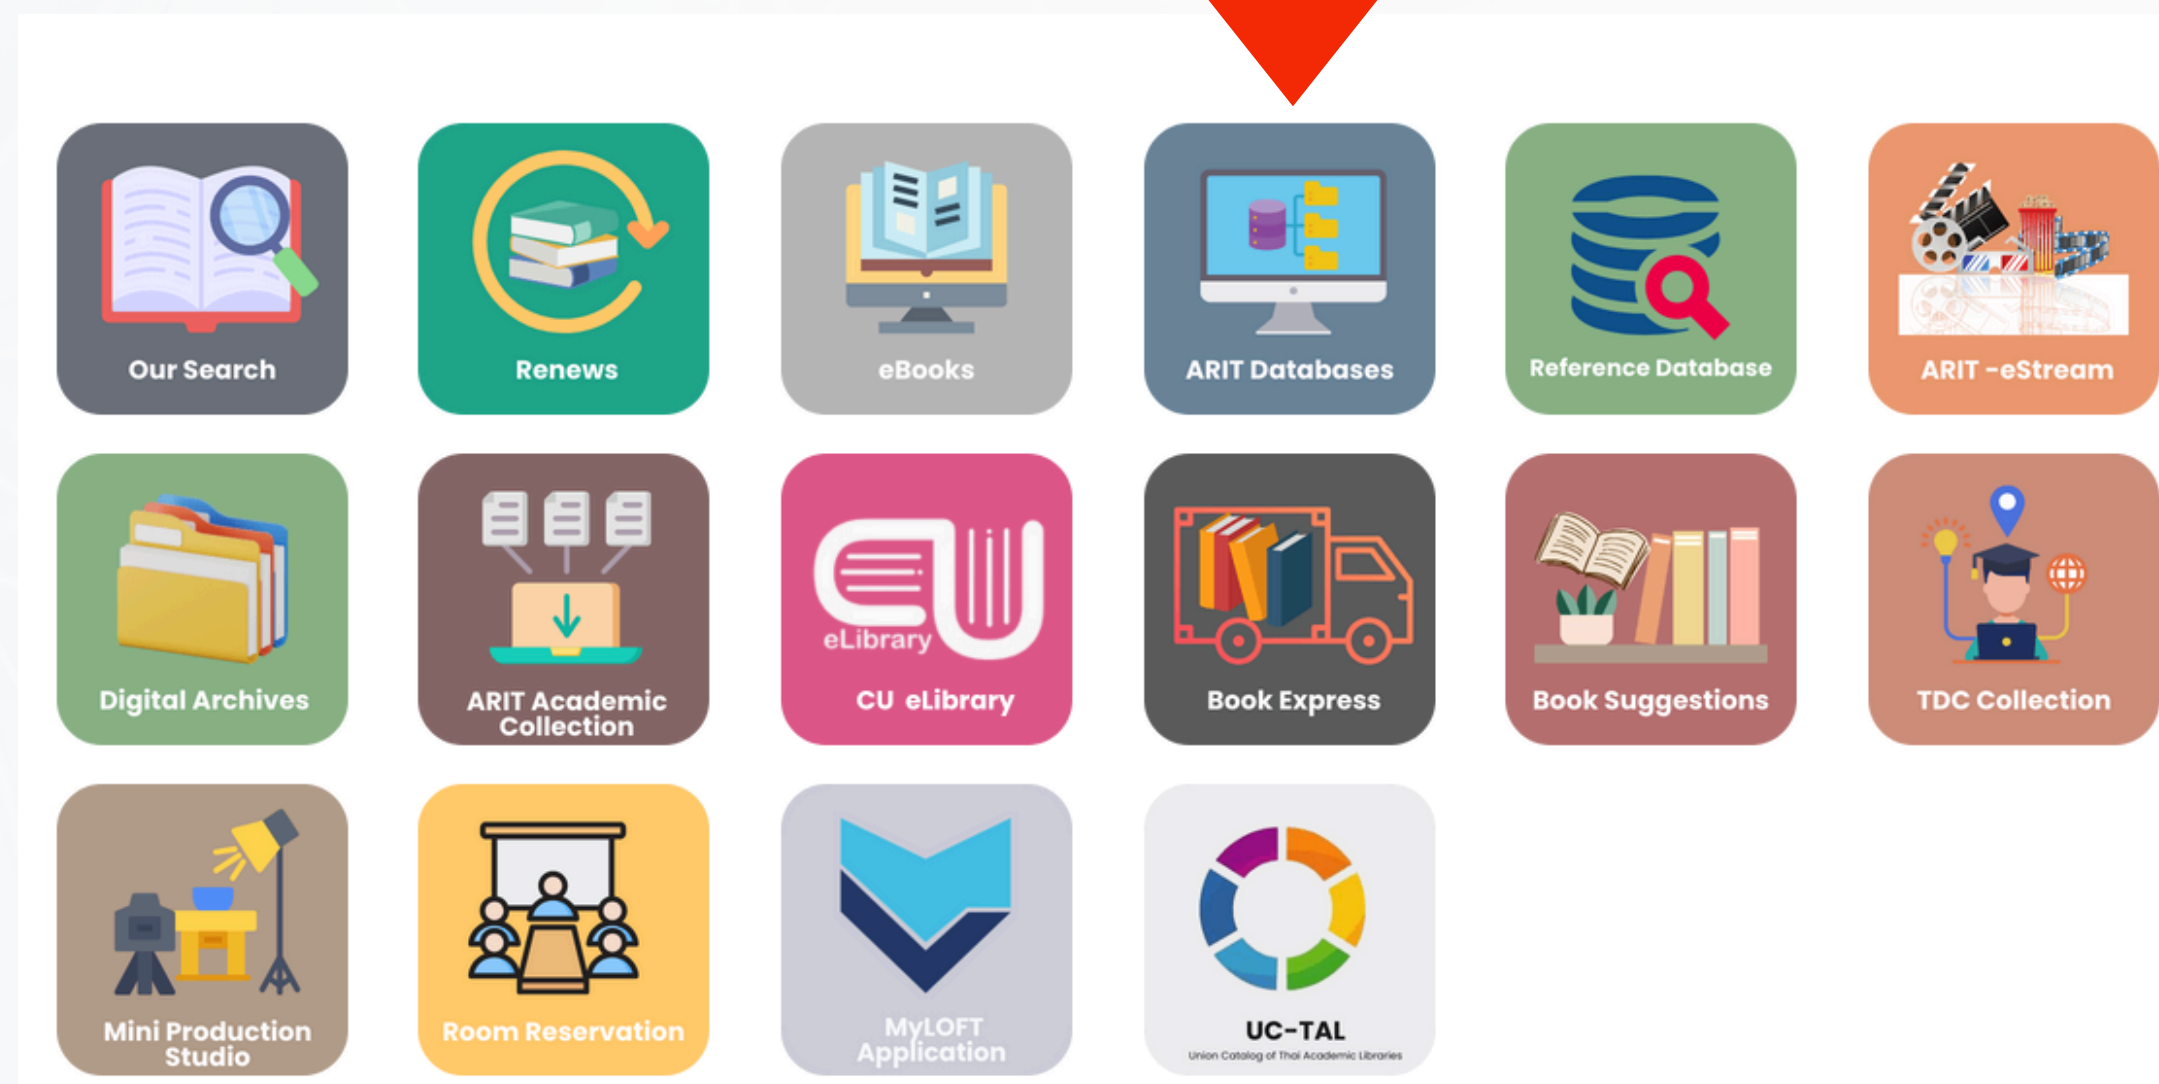 Our Search
Renews
eBooks
ARIT Databases
Reference Database
ARIT -eStream
Digital Archives
ARIT Academic
Collection
eLibrary
CU eLibrary
Book Express
Book Suggestions
TDC Collection
Mini Production
Studio
Room Reservation
MyLOFT
Application
UC-TAL
Union Catalog of Thai Academic Libraries